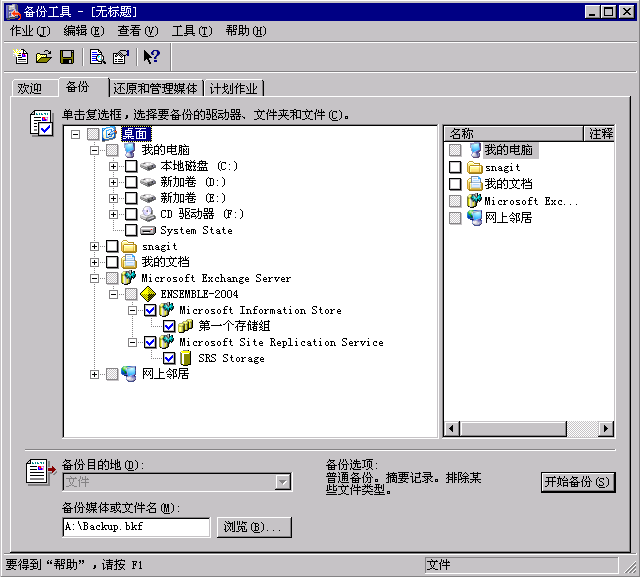 备份工具 - [无标题]
作业(J) 编辑(E) 查看(V) 工具(T) 帮助(H)
欢迎 备份 还原和管理媒体 计划作业
单击复选框，选择要备份的驱动器、文件夹和文件(C)。
桌面
我的电脑
本地磁盘 (C:)
新加卷 (D:)
新加卷 (E:)
CD 驱动器 (F:)
System State
snagit
我的文档
Microsoft Exchange Server
ENSEMBLE-2004
Microsoft Information Store
第一个存储组
Microsoft Site Replication Service
SRS Storage
网上邻居
名称 注释
我的电脑
snagit
我的文档
Microsoft Exc...
网上邻居
备份目的地(D):
文件
备份媒体或文件名(M):
A:\Backup.bkf 浏览(B)...
备份选项:
普通备份。摘要记录。排除某
些文件类型。
开始备份(S)
要得到“帮助”，请按 F1 文件